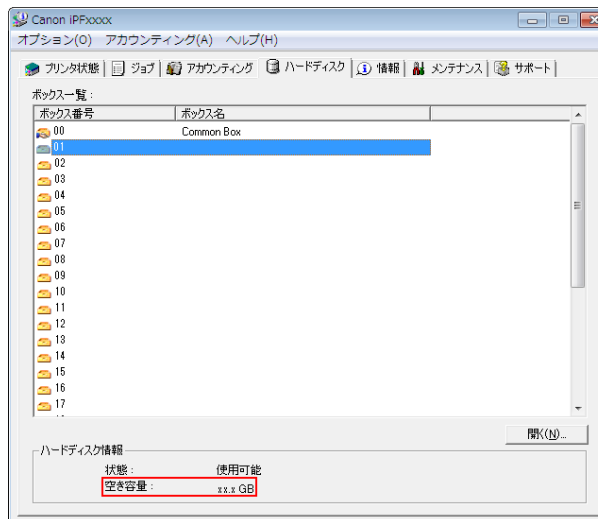 Canon iPFxxxx
オプション(O) アカウンティング(A) ヘルプ(H)
プリンタ状態 ジョブ アカウンティング ハードディスク 情報 メンテナンス サポート
ボックス一覧 :
ボックス番号 ボックス名
00 Common Box
01
02
03
04
05
06
07
08
09
10
11
12
13
14
15
16
17
開く(N)...
ハードディスク情報
状態 : 使用可能
空き容量 : xx.x GB